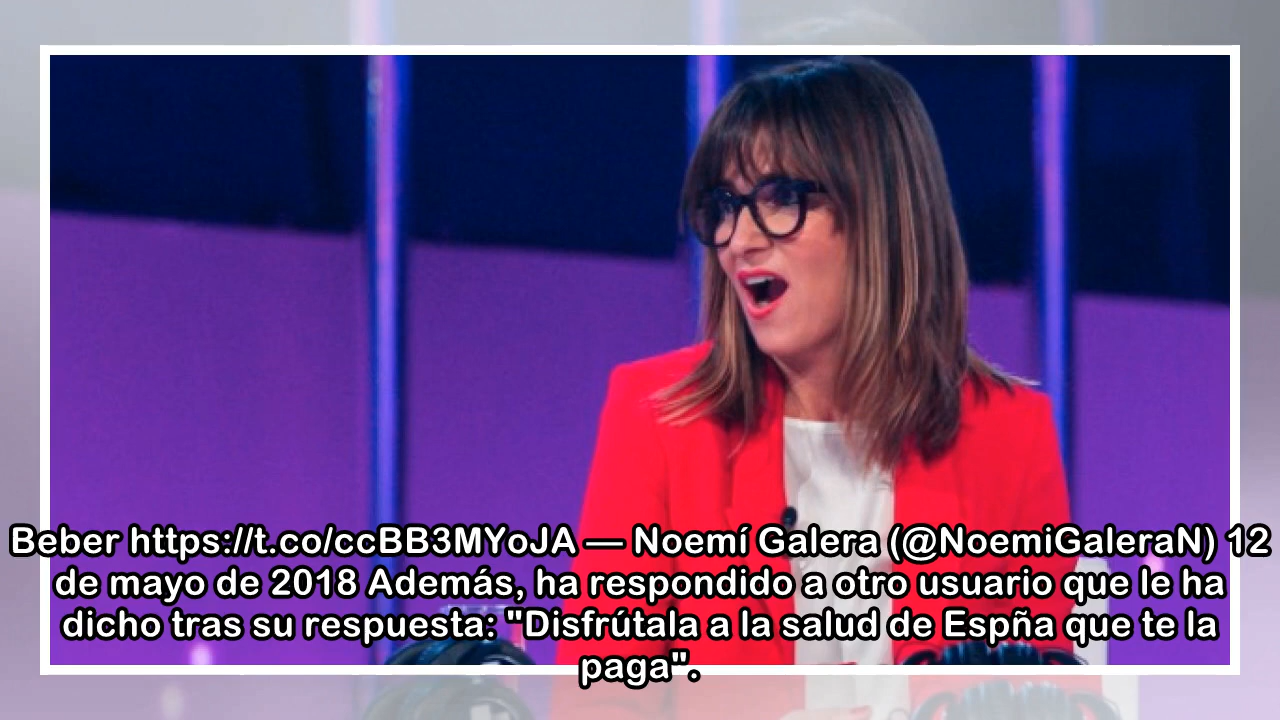 Beber https://t.co/ccBB3MYoJA — Noemí Galera (@NoemiGaleraN) 12
de mayo de 2018 Además, ha respondido a otro usuario que le ha
dicho tras su respuesta: "Disfrútala a la salud de Espña que te la
paga".